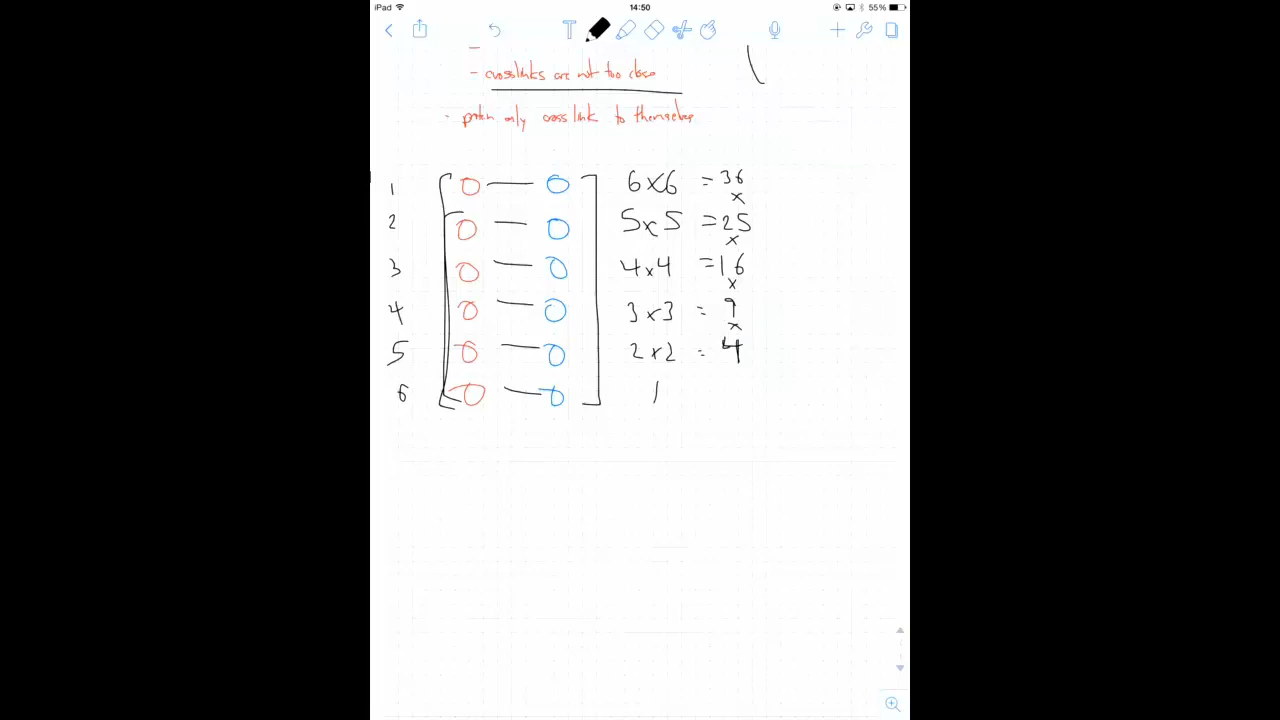 iPad 14:50 55%
T
- crosslinks are not too close
- protein only cross link to themselves
1 O — O 6x6 =36
x
2 O — O 5x5 =25
x
3 O — O 4x4 =16
x
4 O — O 3x3 = 9
x
5 O — O 2x2 = 4
6 O — O 1